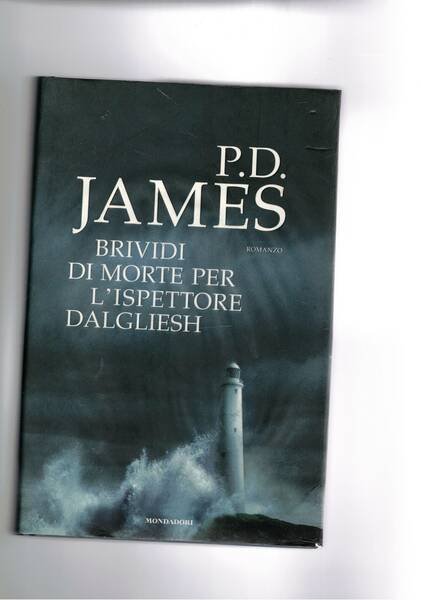 P.D.
JAMES
ROMANZO
BRIVIDI
DI MORTE PER
L'ISPETTORE
DALGLIESH
MONDADORI